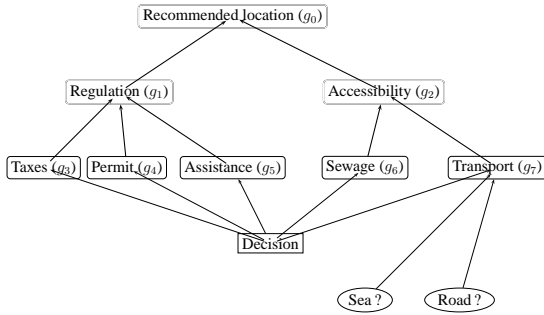 Recommended location (g₀)
Regulation (g₁)
Accessibility (g₂)
Taxes (g₃)
Permit (g₄)
Assistance (g₅)
Sewage (g₆)
Transport (g₇)
Decision
Sea ?
Road ?